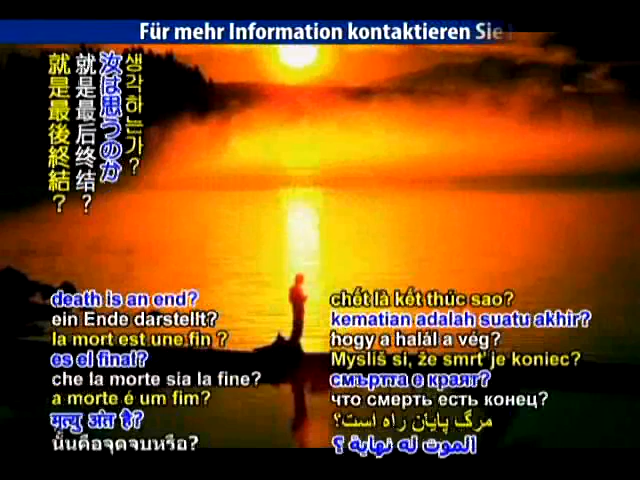 Für mehr Information kontaktieren Sie
생각하는가?
汝は思うのか
就是最后终结?
就是最後終結?
death is an end?
ein Ende darstellt?
la mort est une fin ?
es el final?
che la morte sia la fine?
a morte é um fim?
मृत्यु अंत है?
นั้นคือจุดจบหรือ?
chết là kết thúc sao?
kematian adalah suatu akhir?
hogy a halál a vég?
Myslíš si, že smrť je koniec?
смъртта е краят?
что смерть есть конец?
مرگ پایان راه است؟
الموت له نهاية ؟